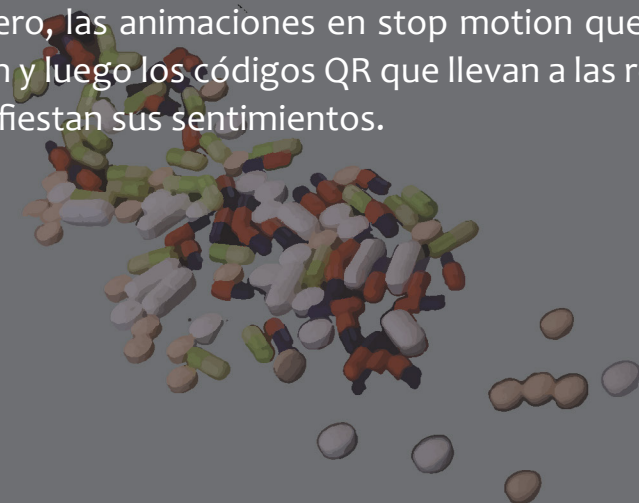 ero, las animaciones en stop motion que
y luego los códigos QR que llevan a las
fiestan sus sentimientos.